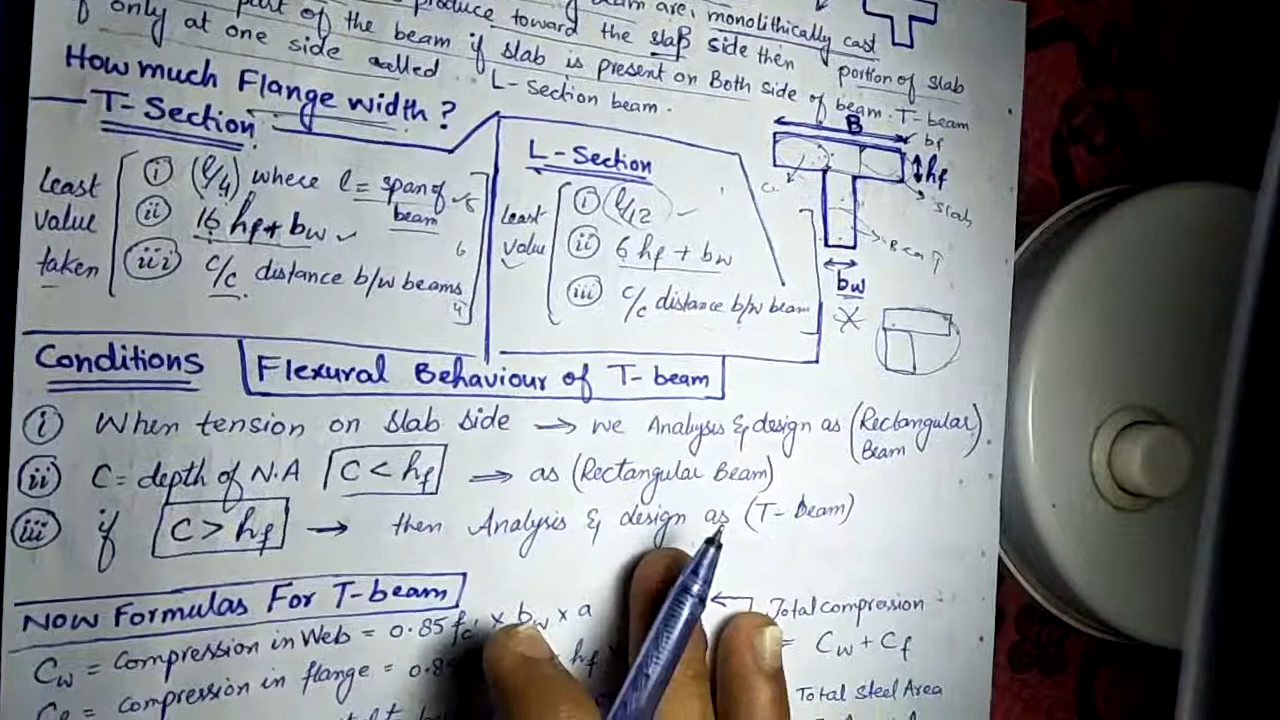 produce toward the slab side then
beam are, monolithically cast
part of the beam if slab is present on Both side of beam. T-beam
portion of slab
if only at one side called L-Section beam.
How much Flange width?
T-Section
Least value taken
(i) (l/4) where l = span of beam
(ii) 16 hf + bw
(iii) c/c distance b/w beams
L-Section
Least value
(i) (l/12)
(ii) 6 hf + bw
(iii) c/c distance b/w beam
B
bf
hf
slab
bw
Conditions
Flexural Behaviour of T-beam
(i) When tension on slab side → we Analysis & design as (Rectangular Beam)
(ii) C = depth of N.A C < hf ⇒ as (Rectangular Beam)
(iii) if C > hf → then Analysis & design as (T-beam)
Now Formulas For T-beam
Cw = Compression in Web = 0.85 fc' x bw x a
compression in flange = 0.8
hf
Total compression
= Cw + Cf
Total Steel Area